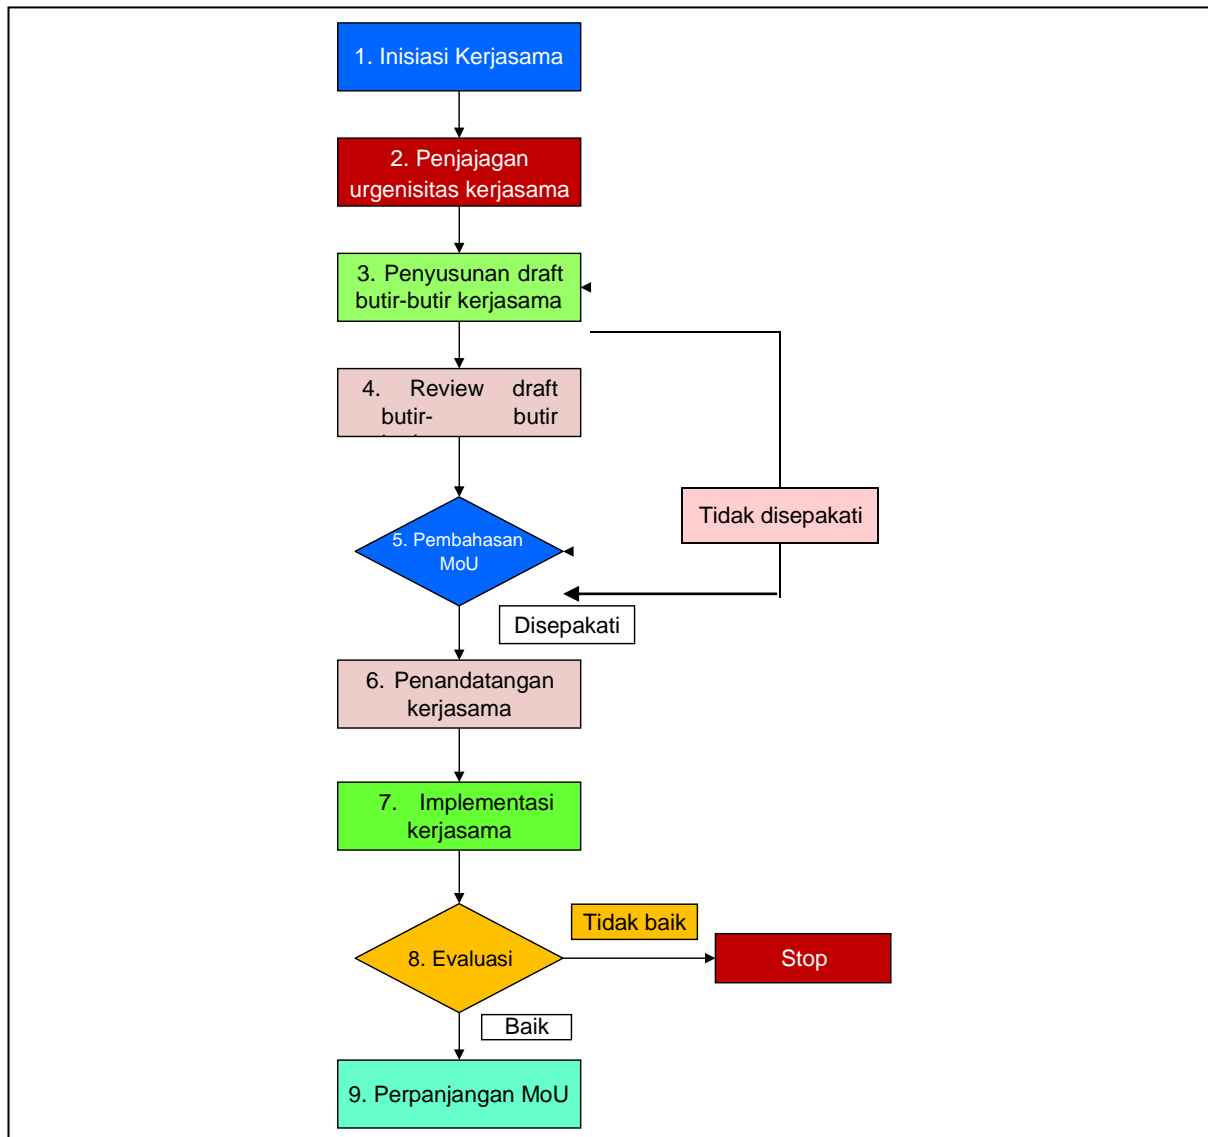 1. Inisiasi Kerjasama
2. Penjajagan
urgenisitas kerjasama
3. Penyusunan draft
butir-butir kerjasama
4. Review draft
butir- butir
5. Pembahasan
MoU
Tidak disepakati
Disepakati
6. Penandatangan
kerjasama
7. Implementasi
kerjasama
Tidak baik
8. Evaluasi
Stop
Baik
9. Perpanjangan MoU